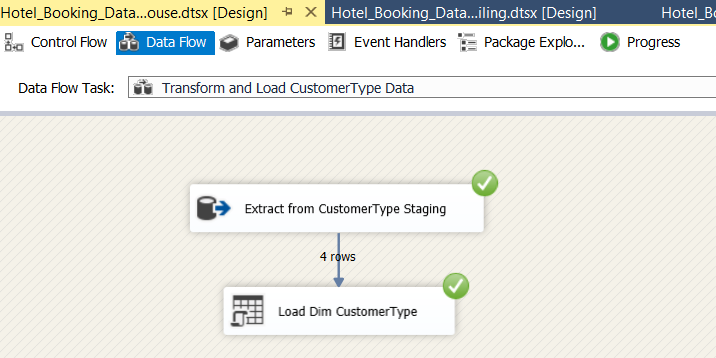 Hotel_Booking_Data...ouse.dtsx [Design] Hotel_Booking_Data...iling.dtsx [Design] Hotel_Bo
Control Flow Data Flow Parameters Event Handlers Package Explo... Progress
Data Flow Task: Transform and Load CustomerType Data
Extract from CustomerType Staging
4 rows
Load Dim CustomerType